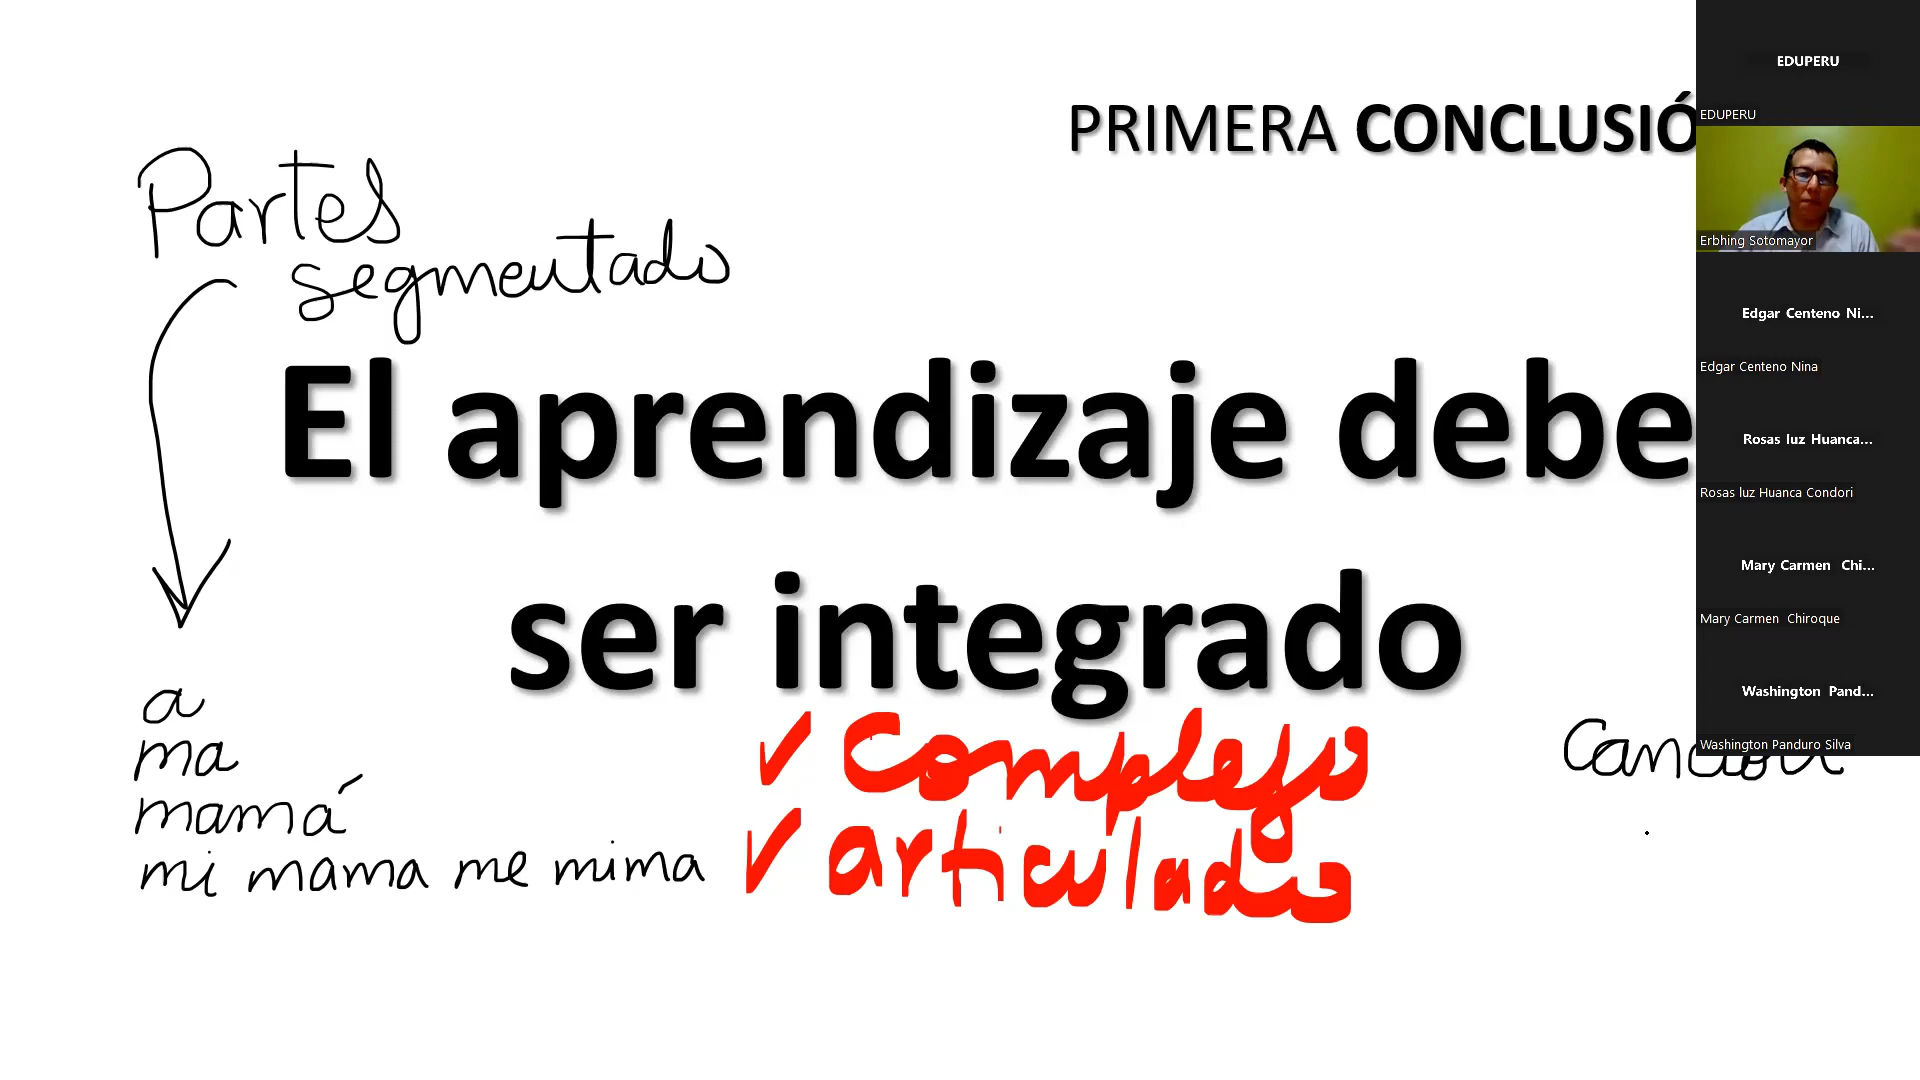 PRIMERA CONCLUSIÓ
Partes
segmentado
El aprendizaje debe
ser integrado
a
ma
mamá
mi mama me mima
✓ Complejo
✓ articulado
EDUPERU
EDUPERU
Erbhing Sotomayor
Edgar Centeno Ni...
Edgar Centeno Nina
Rosas luz Huanca...
Rosas luz Huanca Condori
Mary Carmen Chi...
Mary Carmen Chiroque
Washington Pand...
Washington Panduro Silva